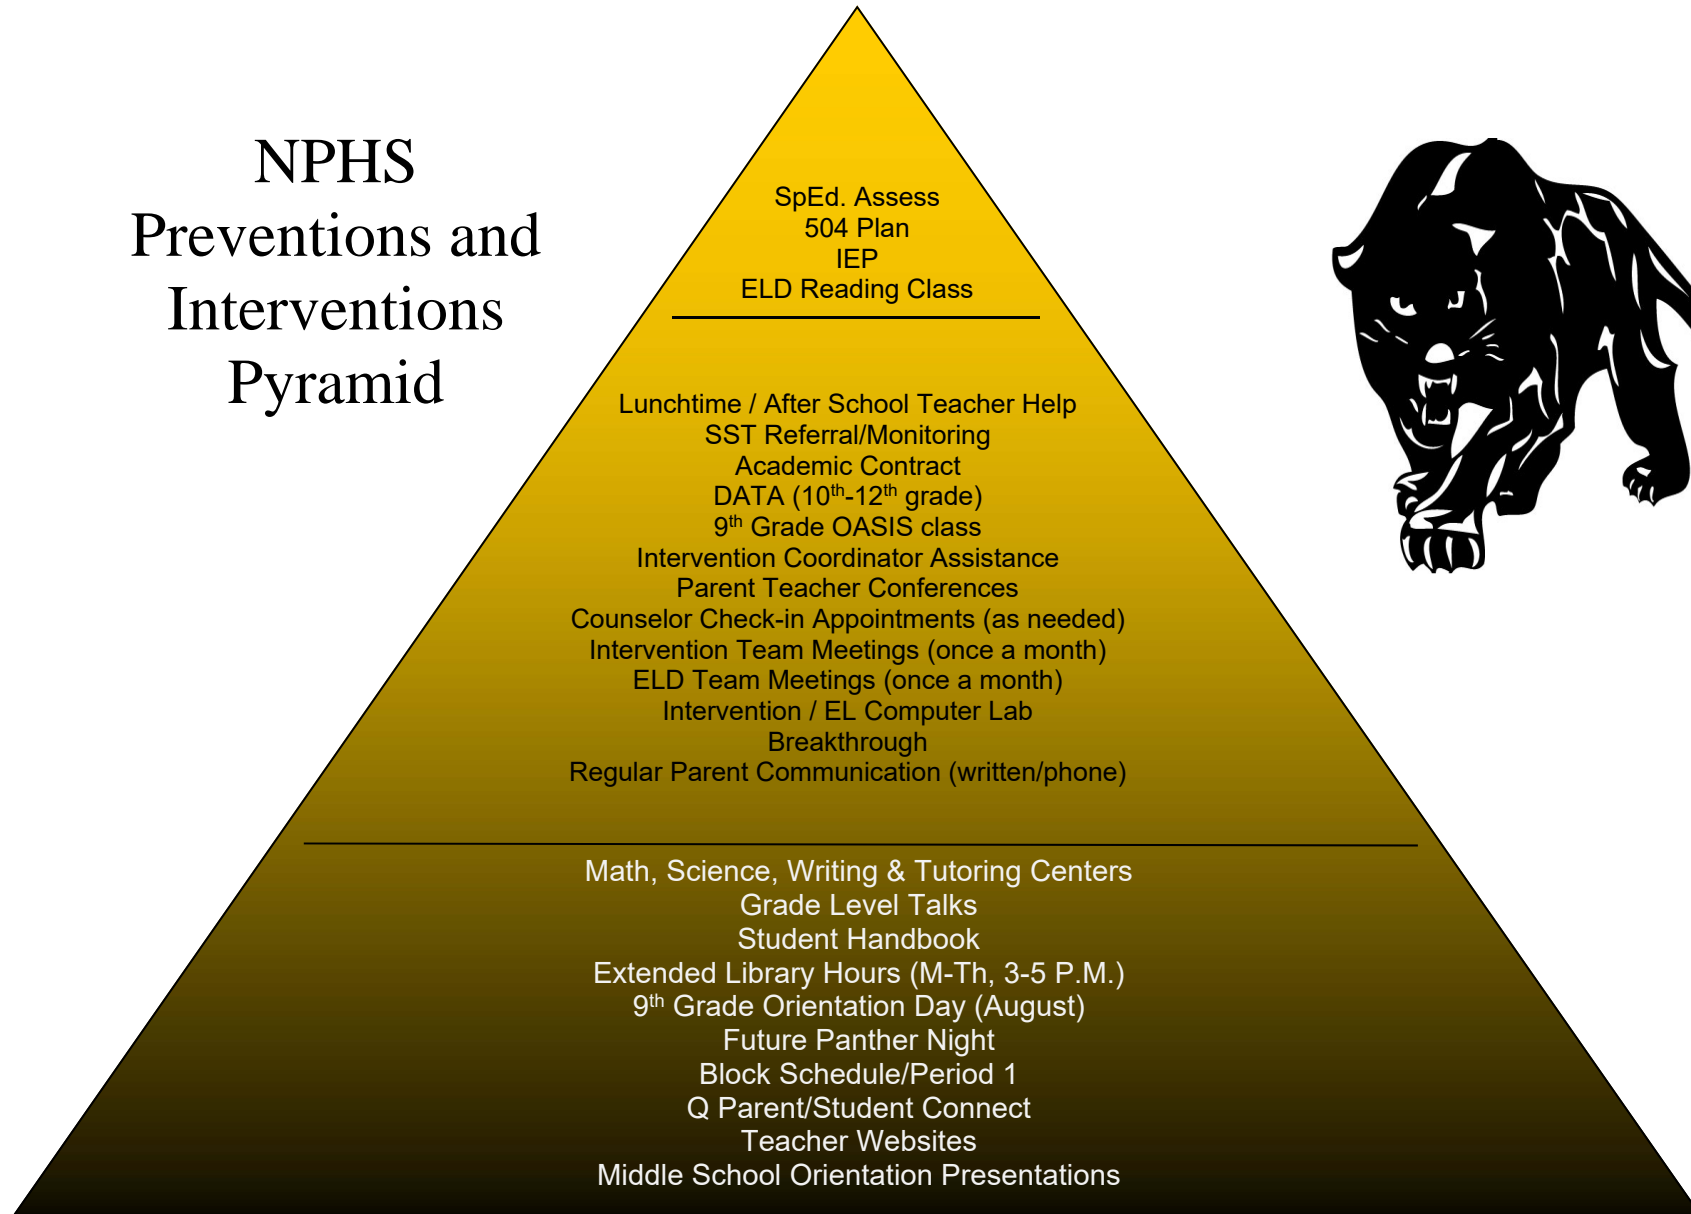 NPHS
Preventions and
Interventions
Pyramid
SpEd. Assess
504 Plan
IEP
ELD Reading Class
Lunchtime / After School Teacher Help
SST Referral/Monitoring
Academic Contract
DATA (10th-12th grade)
9th Grade OASIS class
Intervention Coordinator Assistance
Parent Teacher Conferences
Counselor Check-in Appointments (as needed)
Intervention Team Meetings (once a month)
ELD Team Meetings (once a month)
Intervention / EL Computer Lab
Breakthrough
Regular Parent Communication (written/phone)
Math, Science, Writing & Tutoring Centers
Grade Level Talks
Student Handbook
Extended Library Hours (M-Th, 3-5 P.M.)
9th Grade Orientation Day (August)
Future Panther Night
Block Schedule/Period 1
Q Parent/Student Connect
Teacher Websites
Middle School Orientation Presentations